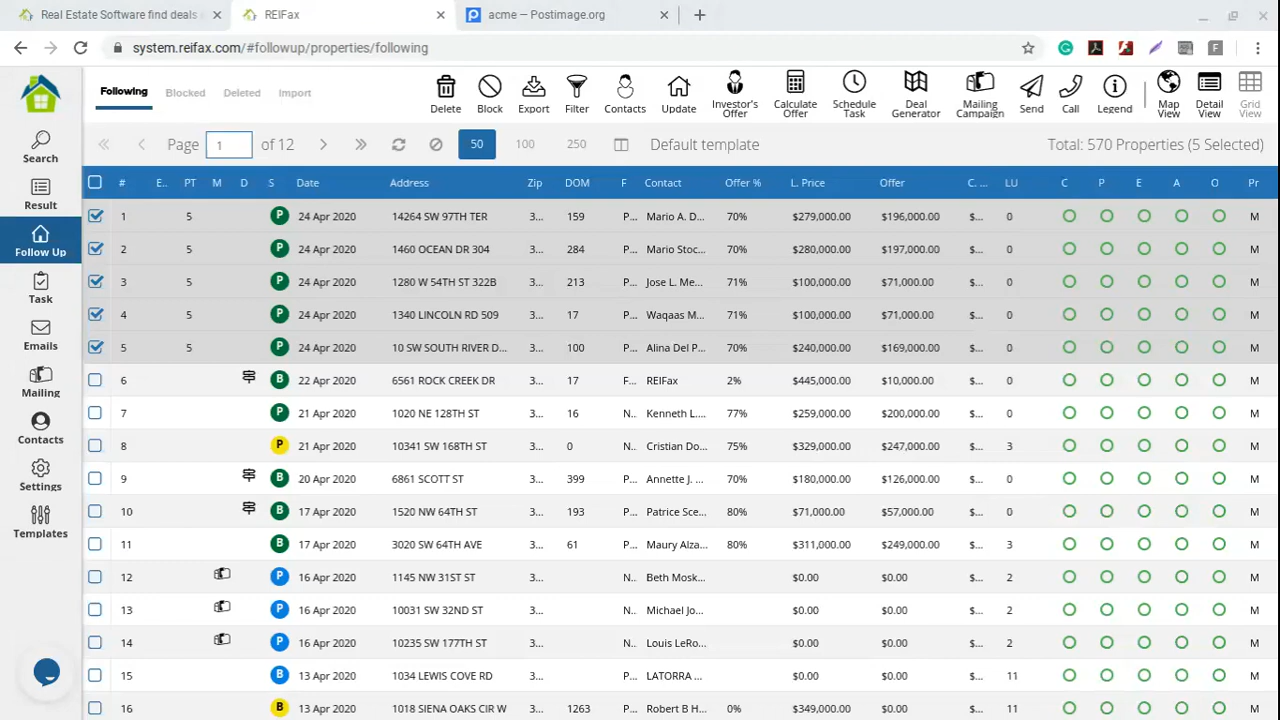 Real Estate Software find deals
REIFax
acme — Postimage.org
system.reifax.com/#followup/properties/following
Following Blocked Deleted Import
Delete Block Export Filter Contacts Update Investor's Offer Calculate Offer Schedule Task Deal Generator Mailing Campaign Send Call Legend Map View Detail View Grid View
Page 1 of 12 50 100 250 Default template Total: 570 Properties (5 Selected)
Search
Result
Follow Up
Task
Emails
Mailing
Contacts
Settings
Templates
# E.. PT M D S Date Address Zip DOM F Contact Offer % L. Price Offer C. ... LU C P E A O Pr
1 5 P 24 Apr 2020 14264 SW 97TH TER 3... 159 P... Mario A. D... 70% $279,000.00 $196,000.00 $... 0 M
2 5 P 24 Apr 2020 1460 OCEAN DR 304 3... 284 P... Mario Stoc... 70% $280,000.00 $197,000.00 $... 0 M
3 5 P 24 Apr 2020 1280 W 54TH ST 322B 3... 213 P... Jose L. Me... 71% $100,000.00 $71,000.00 $... 0 M
4 5 P 24 Apr 2020 1340 LINCOLN RD 509 3... 17 P... Waqaas M... 71% $100,000.00 $71,000.00 $... 0 M
5 5 P 24 Apr 2020 10 SW SOUTH RIVER D... 3... 100 P... Alina Del P... 70% $240,000.00 $169,000.00 $... 0 M
6 B 22 Apr 2020 6561 ROCK CREEK DR 3... 17 F... REIFax 2% $445,000.00 $10,000.00 $... 0 M
7 P 21 Apr 2020 1020 NE 128TH ST 3... 16 N.. Kenneth L.... 77% $259,000.00 $200,000.00 $... 0 M
8 P 21 Apr 2020 10341 SW 168TH ST 3... 0 N.. Cristian Do... 75% $329,000.00 $247,000.00 $... 3 M
9 B 20 Apr 2020 6861 SCOTT ST 3... 399 P... Annette J. ... 70% $180,000.00 $126,000.00 $... 0 M
10 B 17 Apr 2020 1520 NW 64TH ST 3... 193 P... Patrice Sce... 80% $71,000.00 $57,000.00 $... 0 M
11 B 17 Apr 2020 3020 SW 64TH AVE 3... 61 P... Maury Alza... 80% $311,000.00 $249,000.00 $... 3 M
12 P 16 Apr 2020 1145 NW 31ST ST 3... N.. Beth Mosk... $0.00 $0.00 $... 2 M
13 P 16 Apr 2020 10031 SW 32ND ST 3... N.. Michael Jo... $0.00 $0.00 $... 2 M
14 P 16 Apr 2020 10235 SW 177TH ST 3... N.. Louis LeRo... $0.00 $0.00 $... 2 M
15 B 13 Apr 2020 1034 LEWIS COVE RD 3... P... LATORRA ... $0.00 $0.00 $... 11 M
16 B 13 Apr 2020 1018 SIENA OAKS CIR W 3... 1263 P... Robert B H... 0% $349,000.00 $0.00 $... 11 M